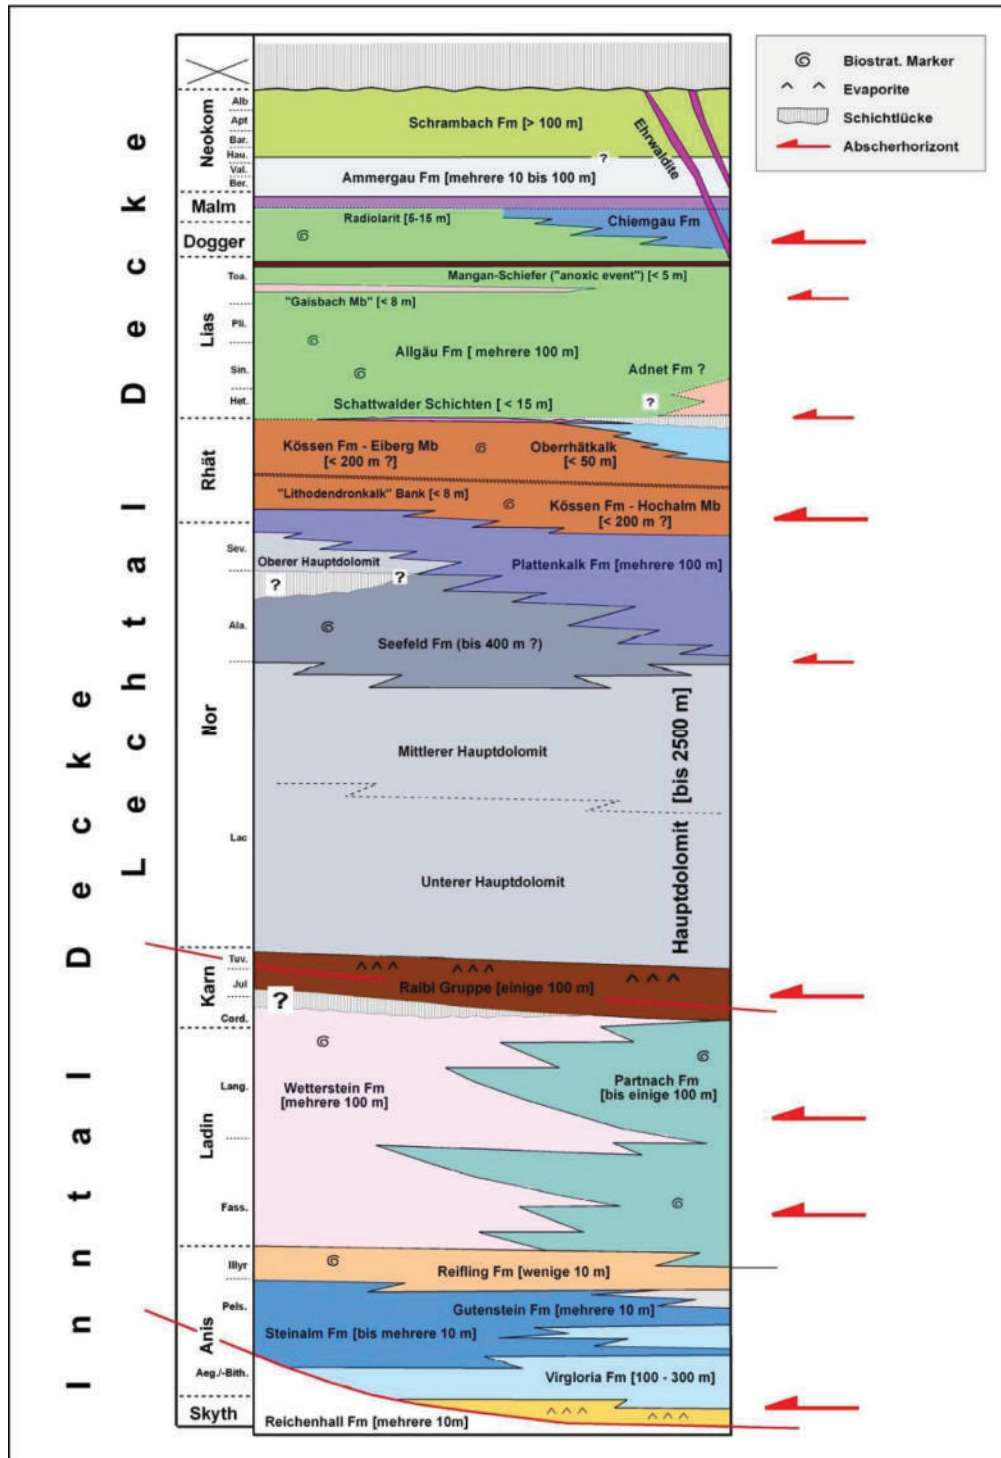 Biostrat. Marker
Evaporite
Schichtlücke
Abscherhorizont
Inntal Decke
Lechtal Decke
Neokom
Alb
Apt
Bar.
Hau.
Val.
Ber.
Schrambach Fm [> 100 m]
?
Ehrwaldite
Ammergau Fm [mehrere 10 bis 100 m]
Malm
Radiolarit [5-15 m]
Chiemgau Fm
Dogger
Lias
Toa.
Mangan-Schiefer ("anoxic event") [< 5 m]
"Gaisbach Mb" [< 8 m]
Pli.
Allgäu Fm [ mehrere 100 m]
Sin.
Adnet Fm ?
Het.
Schattwalder Schichten [ < 15 m]
?
Rhät
Kössen Fm - Eiberg Mb
[< 200 m ?]
Oberrhätkalk
[< 50 m]
"Lithodendronkalk" Bank [< 8 m]
Kössen Fm - Hochalm Mb
[< 200 m ?]
Nor
Sev.
Oberer Hauptdolomit
Plattenkalk Fm [mehrere 100 m]
?
?
Ala.
Seefeld Fm (bis 400 m ?)
Mittlerer Hauptdolomit
Hauptdolomit [bis 2500 m]
Lac
Unterer Hauptdolomit
Karn
Tuv.
Jul
Raibl Gruppe [einige 100 m]
?
Cord.
Ladin
Lang.
Wetterstein Fm
[mehrere 100 m]
Partnach Fm
[bis einige 100 m]
Fass.
Anis
Illyr
Reifling Fm [wenige 10 m]
Pels.
Gutenstein Fm [mehrere 10 m]
Steinalm Fm [bis mehrere 10 m]
Aeg./-Bith.
Virgloria Fm [100 - 300 m]
Skyth
Reichenhall Fm [mehrere 10m]